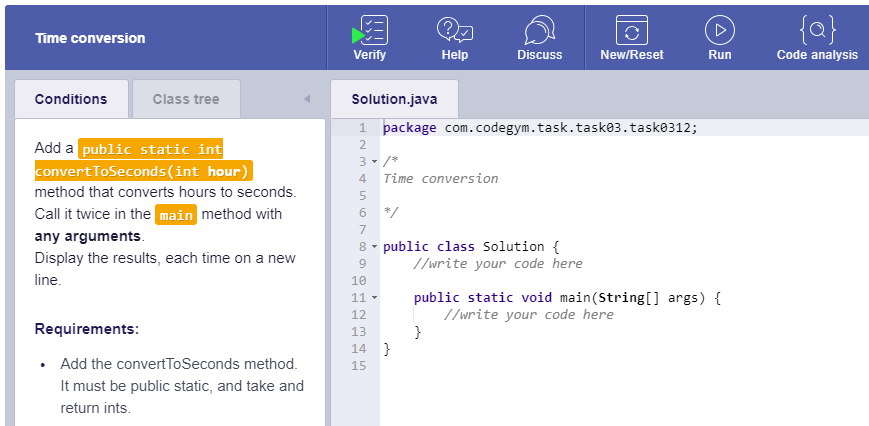 Time conversion
Verify
Help
Discuss
New/Reset
Run
Code analysis
Conditions
Class tree
Add a public static int
convertToSeconds(int hour)
method that converts hours to seconds.
Call it twice in the main method with
any arguments.
Display the results, each time on a new
line.
Requirements:
• Add the convertToSeconds method.
It must be public static, and take and
return ints.
Solution.java
1 package com.codegym.task.task03.task0312;
2
3 /*
4 Time conversion
5
6 */
7
8 public class Solution {
9     //write your code here
10
11     public static void main(String[] args) {
12         //write your code here
13     }
14 }
15